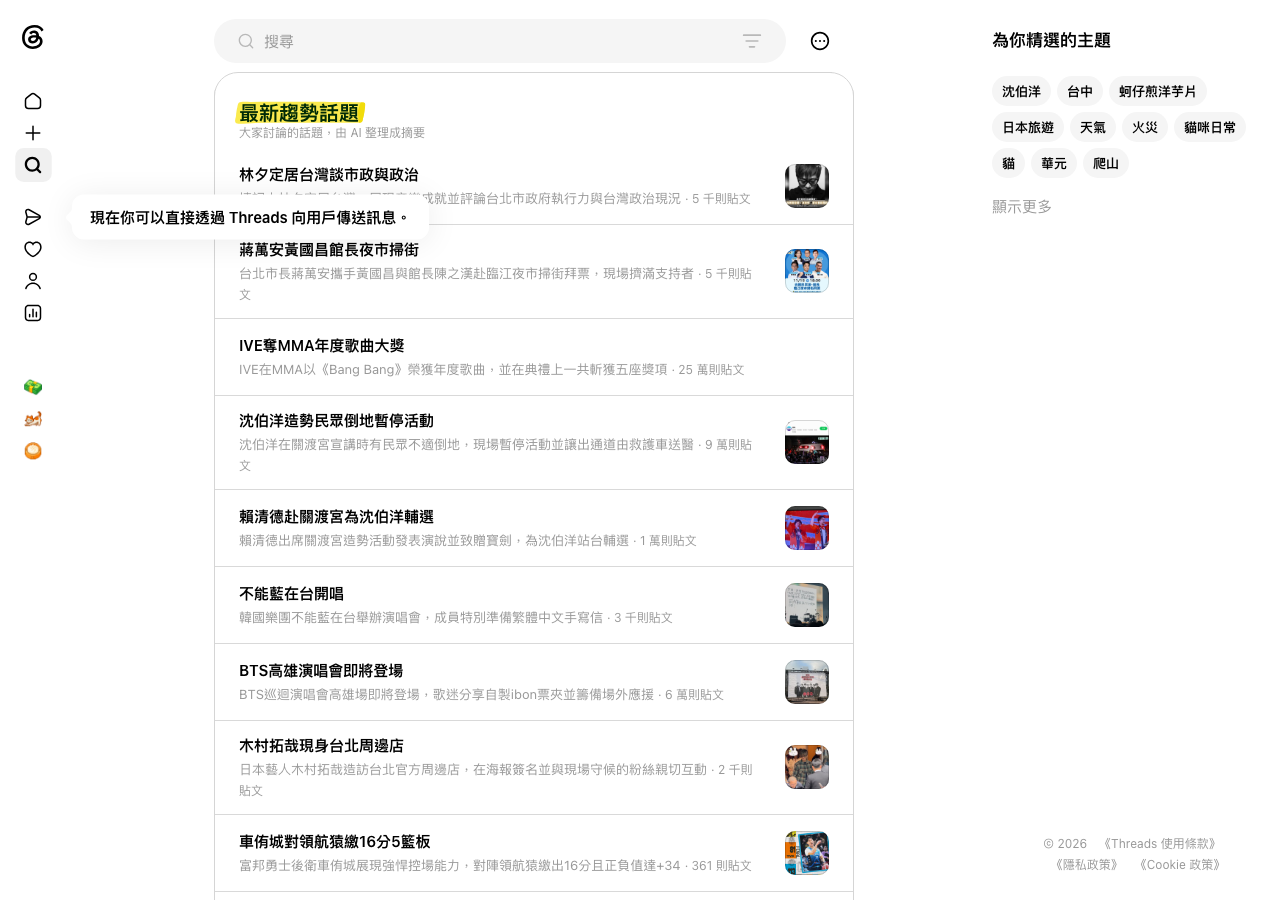 搜尋
最新趨勢話題
大家討論的話題，由 AI 整理成摘要
林夕定居台灣談市政與政治
成就並評論台北市政府執行力與台灣政治現況 · 5 千則貼文
現在你可以直接透過 Threads 向用戶傳送訊息。
蔣萬安黃國昌館長夜市掃街
台北市長蔣萬安攜手黃國昌與館長陳之漢赴臨江夜市掃街拜票，現場擠滿支持者 · 5 千則貼
文
IVE奪MMA年度歌曲大獎
IVE在MMA以《Bang Bang》榮獲年度歌曲，並在典禮上一共斬獲五座獎項 · 25 萬則貼文
沈伯洋造勢民眾倒地暫停活動
沈伯洋在關渡宮宣講時有民眾不適倒地，現場暫停活動並讓出通道由救護車送醫 · 9 萬則貼
文
賴清德赴關渡宮為沈伯洋輔選
賴清德出席關渡宮造勢活動發表演說並致贈寶劍，為沈伯洋站台輔選 · 1 萬則貼文
不能藍在台開唱
韓國樂團不能藍在台舉辦演唱會，成員特別準備繁體中文手寫信 · 3 千則貼文
BTS高雄演唱會即將登場
BTS巡迴演唱會高雄場即將登場，歌迷分享自製ibon票夾並籌備場外應援 · 6 萬則貼文
木村拓哉現身台北周邊店
日本藝人木村拓哉造訪台北官方周邊店，在海報簽名並與現場守候的粉絲親切互動 · 2 千則
貼文
車侑城對領航猿繳16分5籃板
富邦勇士後衛車侑城展現強悍控場能力，對陣領航猿繳出16分且正負值達+34 · 361 則貼文
為你精選的主題
沈伯洋 台中 蚵仔煎洋芋片
日本旅遊 天氣 火災 貓咪日常
貓 華元 爬山
顯示更多
© 2026 《Threads 使用條款》
《隱私政策》 《Cookie 政策》